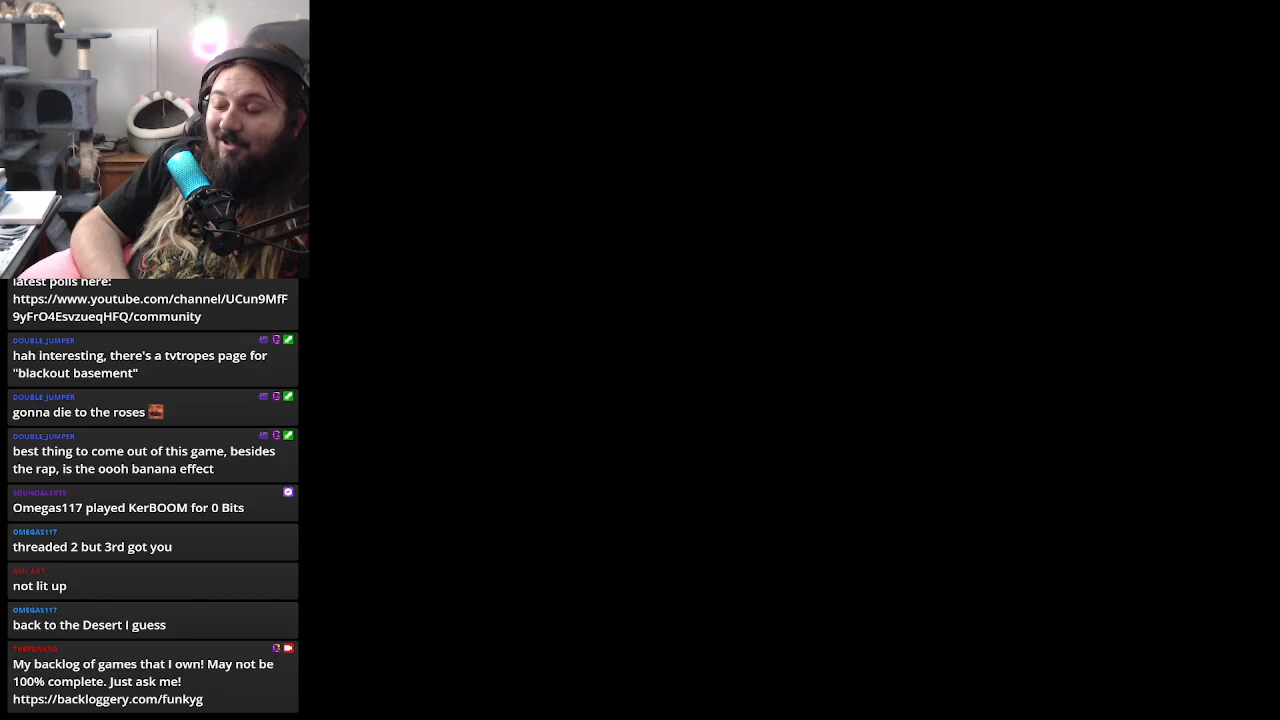 latest polls here:
https://www.youtube.com/channel/UCun9MfF
9yFrO4EsvzueqHFQ/community
DOUBLE_JUMPER
hah interesting, there's a tvtropes page for
"blackout basement"
DOUBLE_JUMPER
gonna die to the roses
DOUBLE_JUMPER
best thing to come out of this game, besides
the rap, is the oooh banana effect
SOUNDALERTS
Omegas117 played KerBOOM for 0 Bits
OMEGAS117
threaded 2 but 3rd got you
AMI_ART
not lit up
OMEGAS117
back to the Desert I guess
THEFUNKYG
My backlog of games that I own! May not be
100% complete. Just ask me!
https://backloggery.com/funkyg